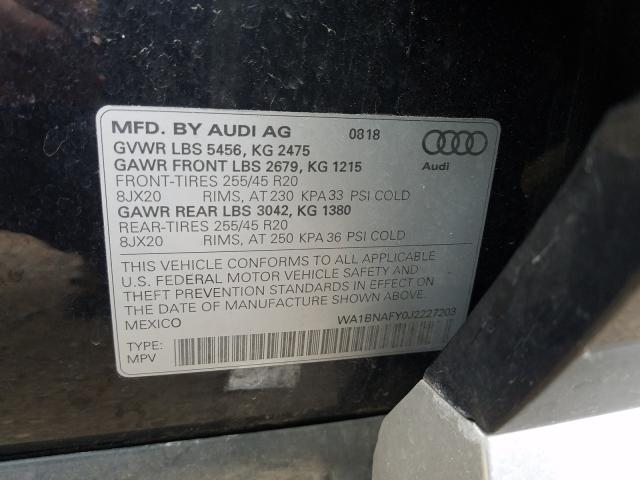 MFD. BY AUDI AG 0818
GVWR LBS 5456, KG 2475
GAWR FRONT LBS 2679, KG 1215
FRONT-TIRES 255/45 R20
8JX20 RIMS, AT 230 KPA 33 PSI COLD
GAWR REAR LBS 3042, KG 1380
REAR-TIRES 255/45 R20
8JX20 RIMS, AT 250 KPA 36 PSI COLD
Audi
THIS VEHICLE CONFORMS TO ALL APPLICABLE
U.S. FEDERAL MOTOR VEHICLE SAFETY AND
THEFT PREVENTION STANDARDS IN EFFECT ON
THE DATE OF MANUFACTURE SHOWN ABOVE.
MEXICO WA1BNAFY0J2227203
TYPE:
MPV